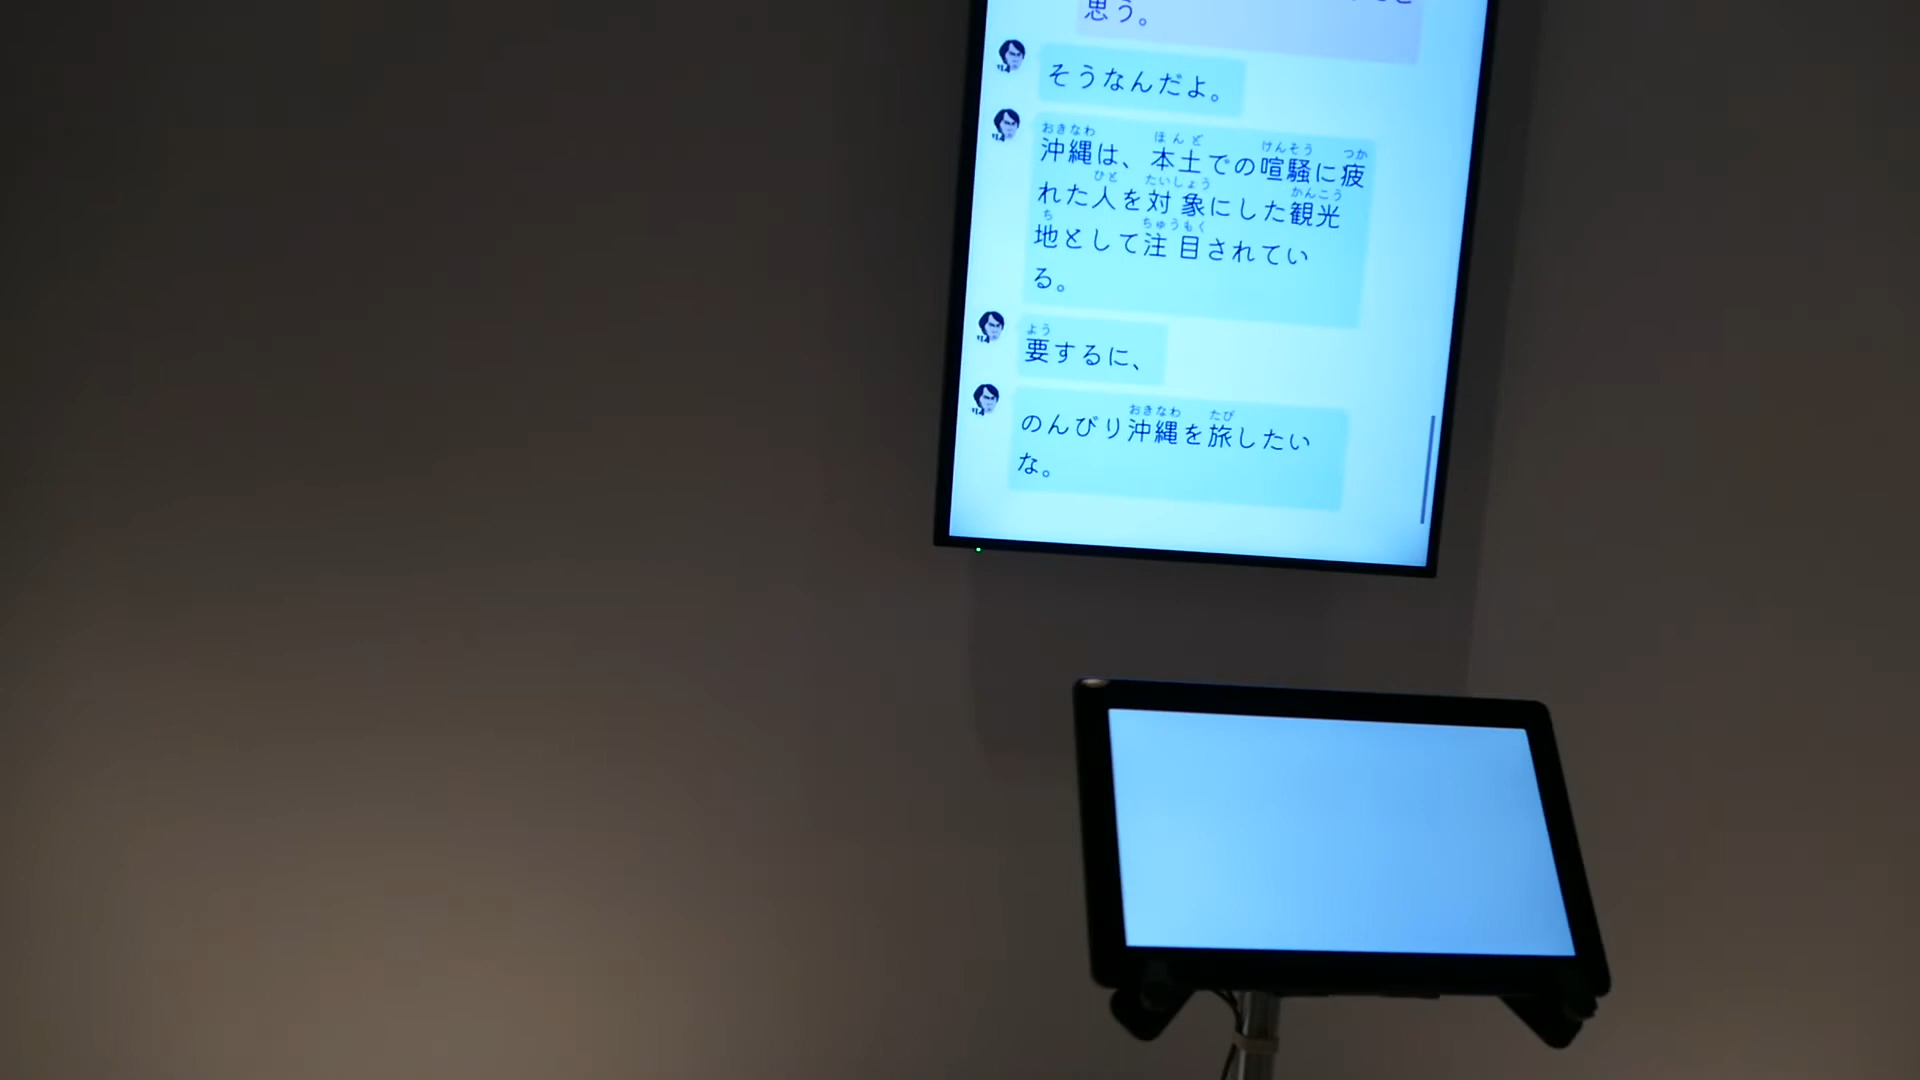 思う。
そうなんだよ。
おきなわ ほんど けんそう つか
沖縄は、本土での喧騒に疲
ひと たいしょう かんこう
れた人を対象にした観光
ち ちゅうもく
地として注目されてい
る。
よう
要するに、
おきなわ たび
のんびり沖縄を旅したい
な。